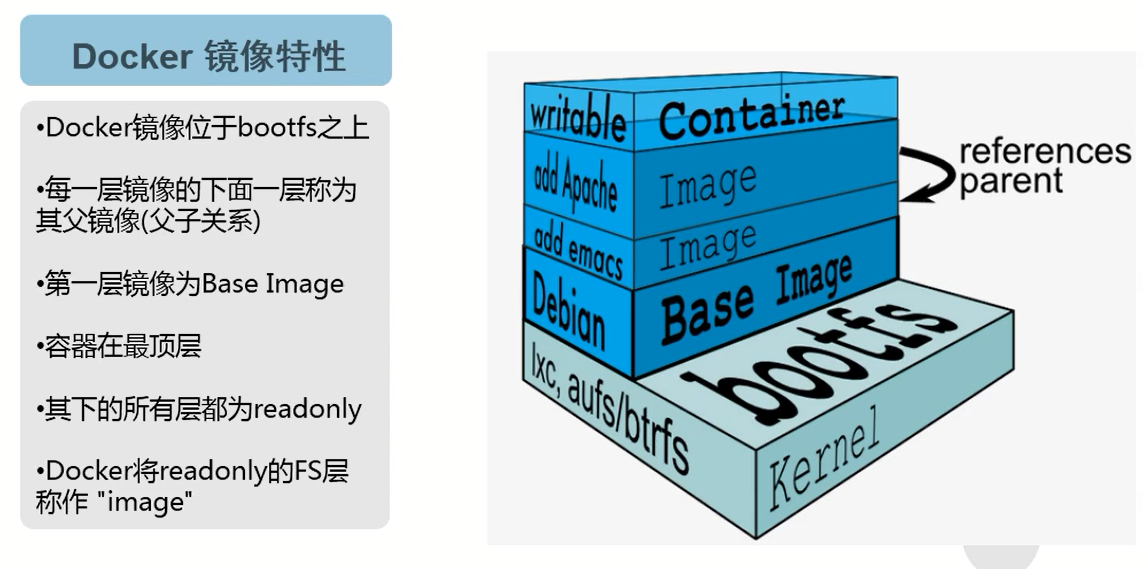 Docker 镜像特性
•Docker镜像位于bootfs之上
•每一层镜像的下面一层称为
其父镜像(父子关系)
•第一层镜像为Base Image
•容器在最顶层
•其下的所有层都为readonly
•Docker将readonly的FS层
称作 "image"
writable Container
add Apache Image
add emacs Image
Debian Base Image
lxc, aufs/btrfs
bootfs
Kernel
references
parent